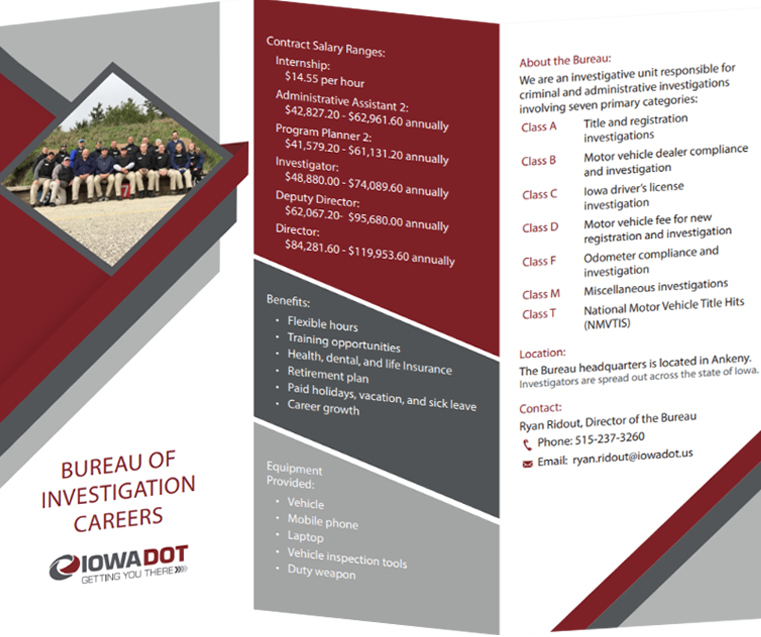 BUREAU OF
INVESTIGATION
CAREERS
IOWADOT
GETTING YOU THERE
Contract Salary Ranges:
Internship:
$14.55 per hour
Administrative Assistant 2:
$42,827.20 - $62,961.60 annually
Program Planner 2:
$41,579.20 - $61,131.20 annually
Investigator:
$48,880.00 - $74,089.60 annually
Deputy Director:
$62,067.20- $95,680.00 annually
Director:
$84,281.60 - $119,953.60 annually
Benefits:
• Flexible hours
• Training opportunities
• Health, dental, and life Insurance
• Retirement plan
• Paid holidays, vacation, and sick leave
• Career growth
Equipment
Provided:
• Vehicle
• Mobile phone
• Laptop
• Vehicle inspection tools
• Duty weapon
About the Bureau:
We are an investigative unit responsible for
criminal and administrative investigations
involving seven primary categories:
Class A Title and registration
investigations
Class B Motor vehicle dealer compliance
and investigation
Class C Iowa driver's license
investigation
Class D Motor vehicle fee for new
registration and investigation
Class F Odometer compliance and
investigation
Class M Miscellaneous investigations
Class T National Motor Vehicle Title Hits
(NMVTIS)
Location:
The Bureau headquarters is located in Ankeny.
Investigators are spread out across the state of Iowa.
Contact:
Ryan Ridout, Director of the Bureau
Phone: 515-237-3260
Email: ryan.ridout@iowadot.us